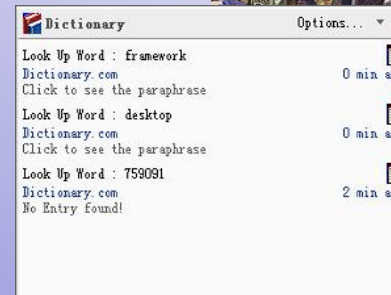 Dictionary Options...
Look Up Word : framework
Dictionary.com 0 min a
Click to see the paraphrase
Look Up Word : desktop
Dictionary.com 0 min a
Click to see the paraphrase
Look Up Word : 759091
Dictionary.com 2 min a
No Entry found!